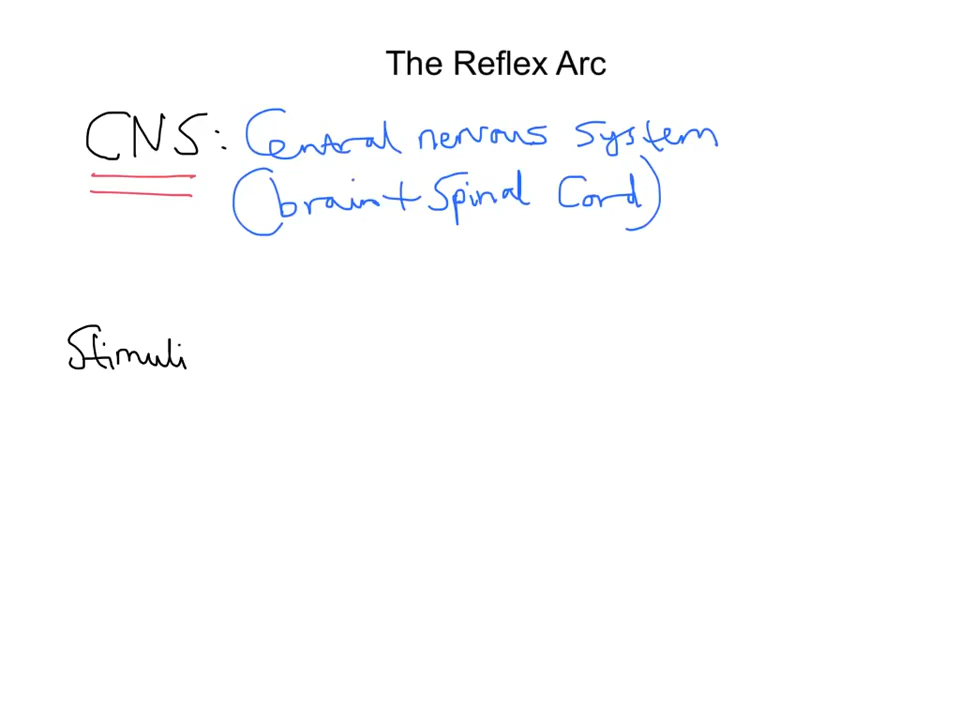 The Reflex Arc
CNS: Central nervous system
(brain + Spinal Cord)
Stimuli